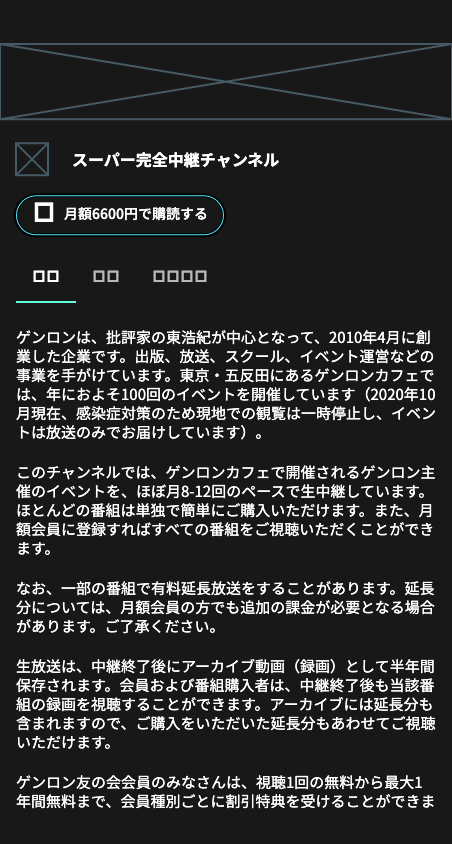 スーパー完全中継チャンネル
月額6600円で購読する
ゲンロンは、批評家の東浩紀が中心となって、2010年4月に創
業した企業です。出版、放送、スクール、イベント運営などの
事業を手がけています。東京・五反田にあるゲンロンカフェで
は、年におよそ100回のイベントを開催しています（2020年10
月現在、感染症対策のため現地での観覧は一時停止し、イベン
トは放送のみでお届けしています）。
このチャンネルでは、ゲンロンカフェで開催されるゲンロン主
催のイベントを、ほぼ月8-12回のペースで生中継しています。
ほとんどの番組は単独で簡単にご購入いただけます。また、月
額会員に登録すればすべての番組をご視聴いただくことができ
ます。
なお、一部の番組で有料延長放送をすることがあります。延長
分については、月額会員の方でも追加の課金が必要となる場合
があります。ご了承ください。
生放送は、中継終了後にアーカイブ動画（録画）として半年間
保存されます。会員および番組購入者は、中継終了後も当該番
組の録画を視聴することができます。アーカイブには延長分も
含まれますので、ご購入をいただいた延長分もあわせてご視聴
いただけます。
ゲンロン友の会会員のみなさんは、視聴1回の無料から最大1
年間無料まで、会員種別ごとに割引特典を受けることができま